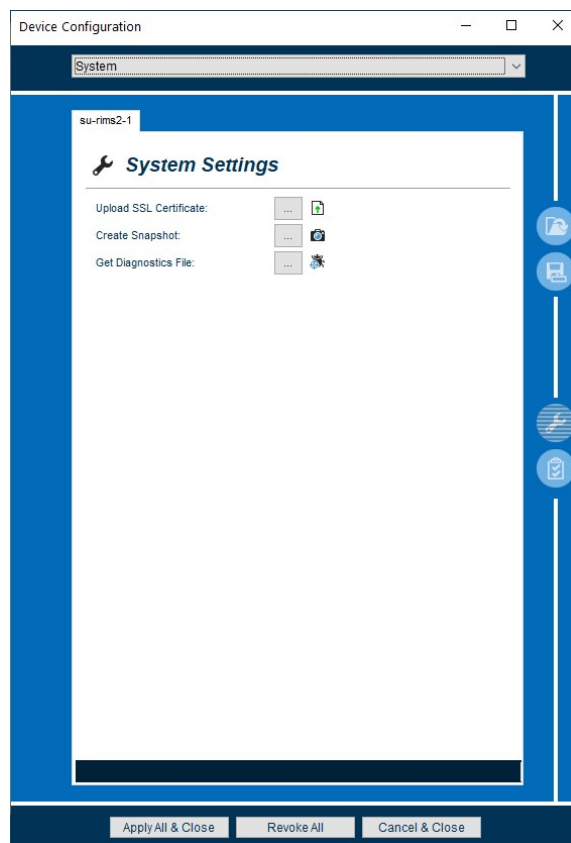 Device Configuration
System
su-rims2-1
System Settings
Upload SSL Certificate: ...
Create Snapshot: ...
Get Diagnostics File: ...
Apply All & Close Revoke All Cancel & Close